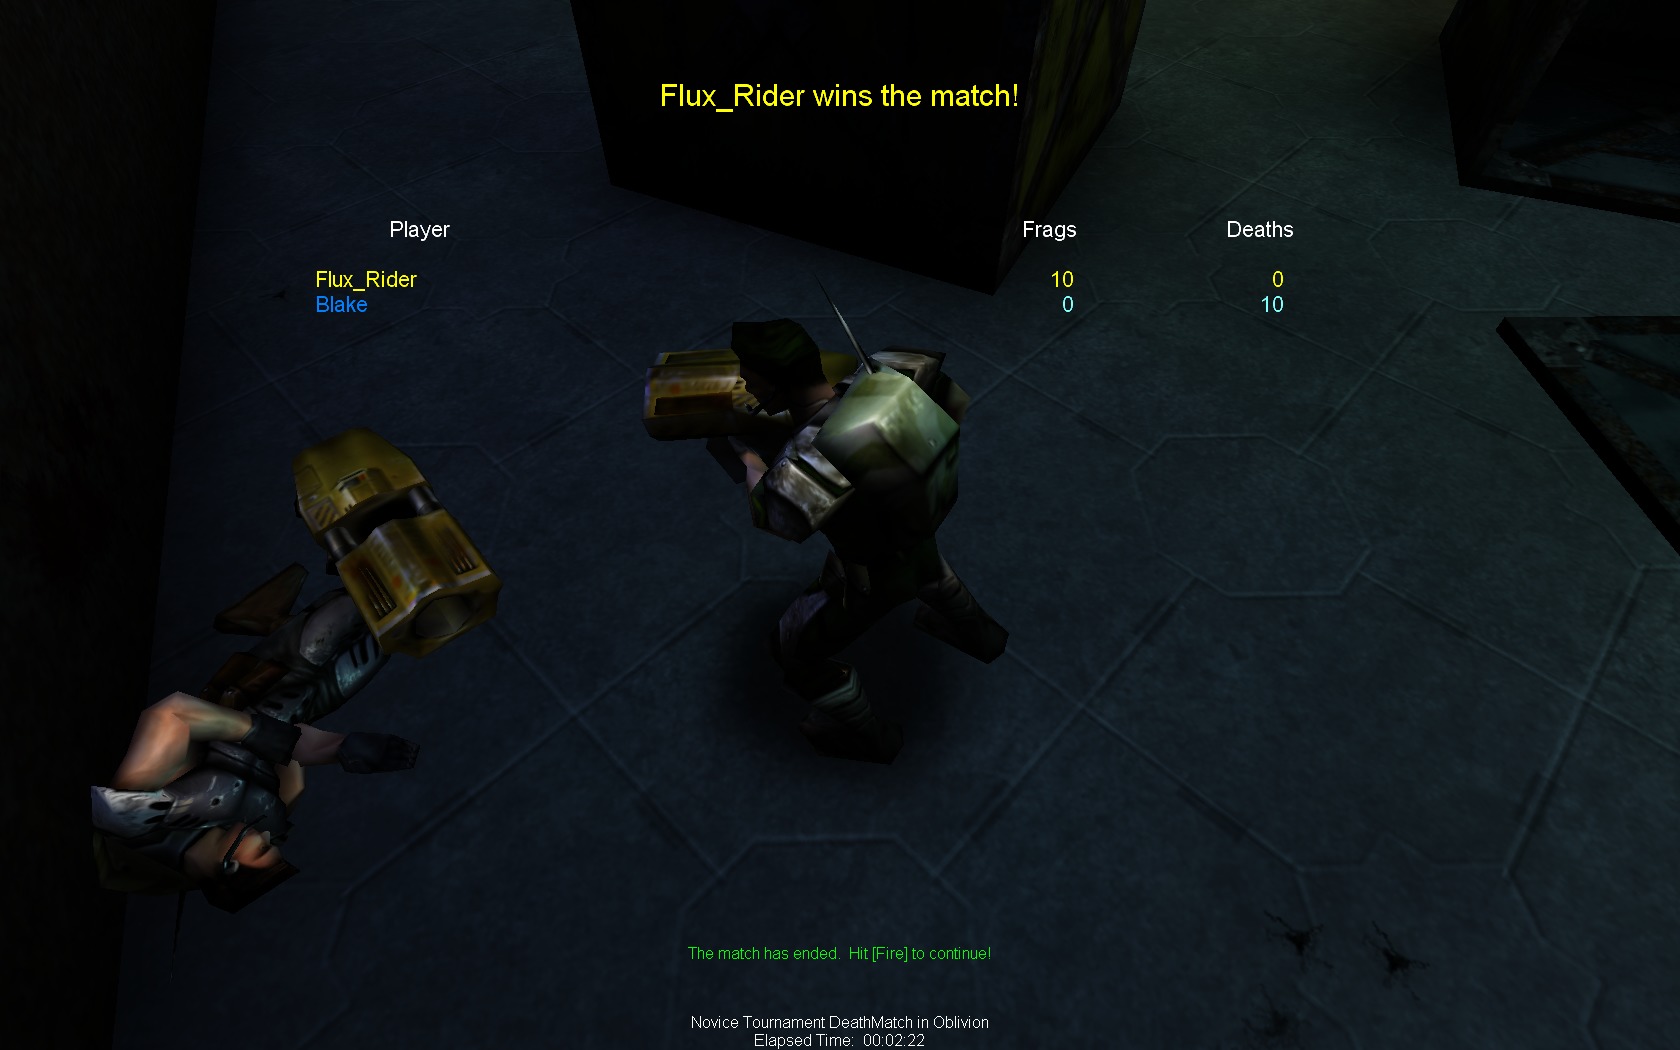 Flux_Rider wins the match!
Player Frags Deaths
Flux_Rider 10 0
Blake 0 10
The match has ended.  Hit [Fire] to continue!
Novice Tournament DeathMatch in Oblivion
Elapsed Time:  00:02:22